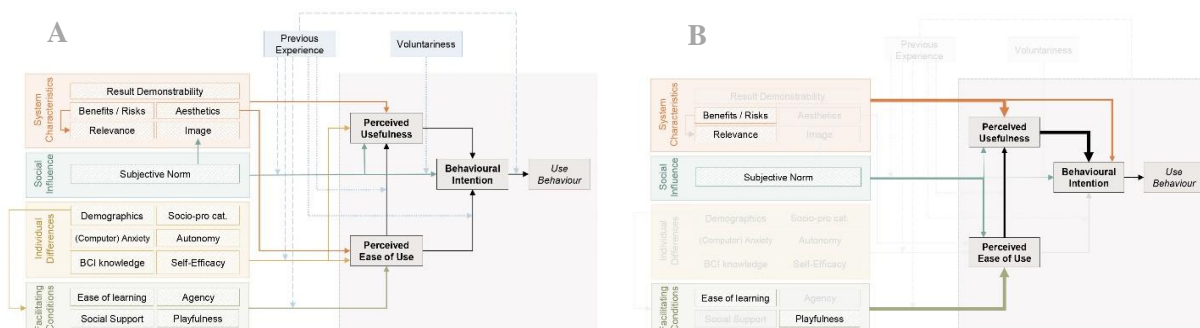 A
Previous
Experience
Voluntariness
System
Characteristics
Result Demonstrability
Benefits / Risks
Aesthetics
Relevance
Image
Perceived
Usefulness
Social
Influence
Subjective Norm
Behavioural
Intention
Use
Behaviour
Individual
Differences
Demographics
Socio-pro cat.
(Computer) Anxiety
Autonomy
BCI knowledge
Self-Efficacy
Perceived
Ease of Use
Facilitating
Conditions
Ease of learning
Agency
Social Support
Playfulness
B
Previous
Experience
Voluntariness
System
Characteristics
Result Demonstrability
Benefits / Risks
Aesthetics
Relevance
Image
Perceived
Usefulness
Social
Influence
Subjective Norm
Behavioural
Intention
Use
Behaviour
Individual
Differences
Demographics
Socio-pro cat.
(Computer) Anxiety
Autonomy
BCI knowledge
Self-Efficacy
Perceived
Ease of Use
Facilitating
Conditions
Ease of learning
Agency
Social Support
Playfulness